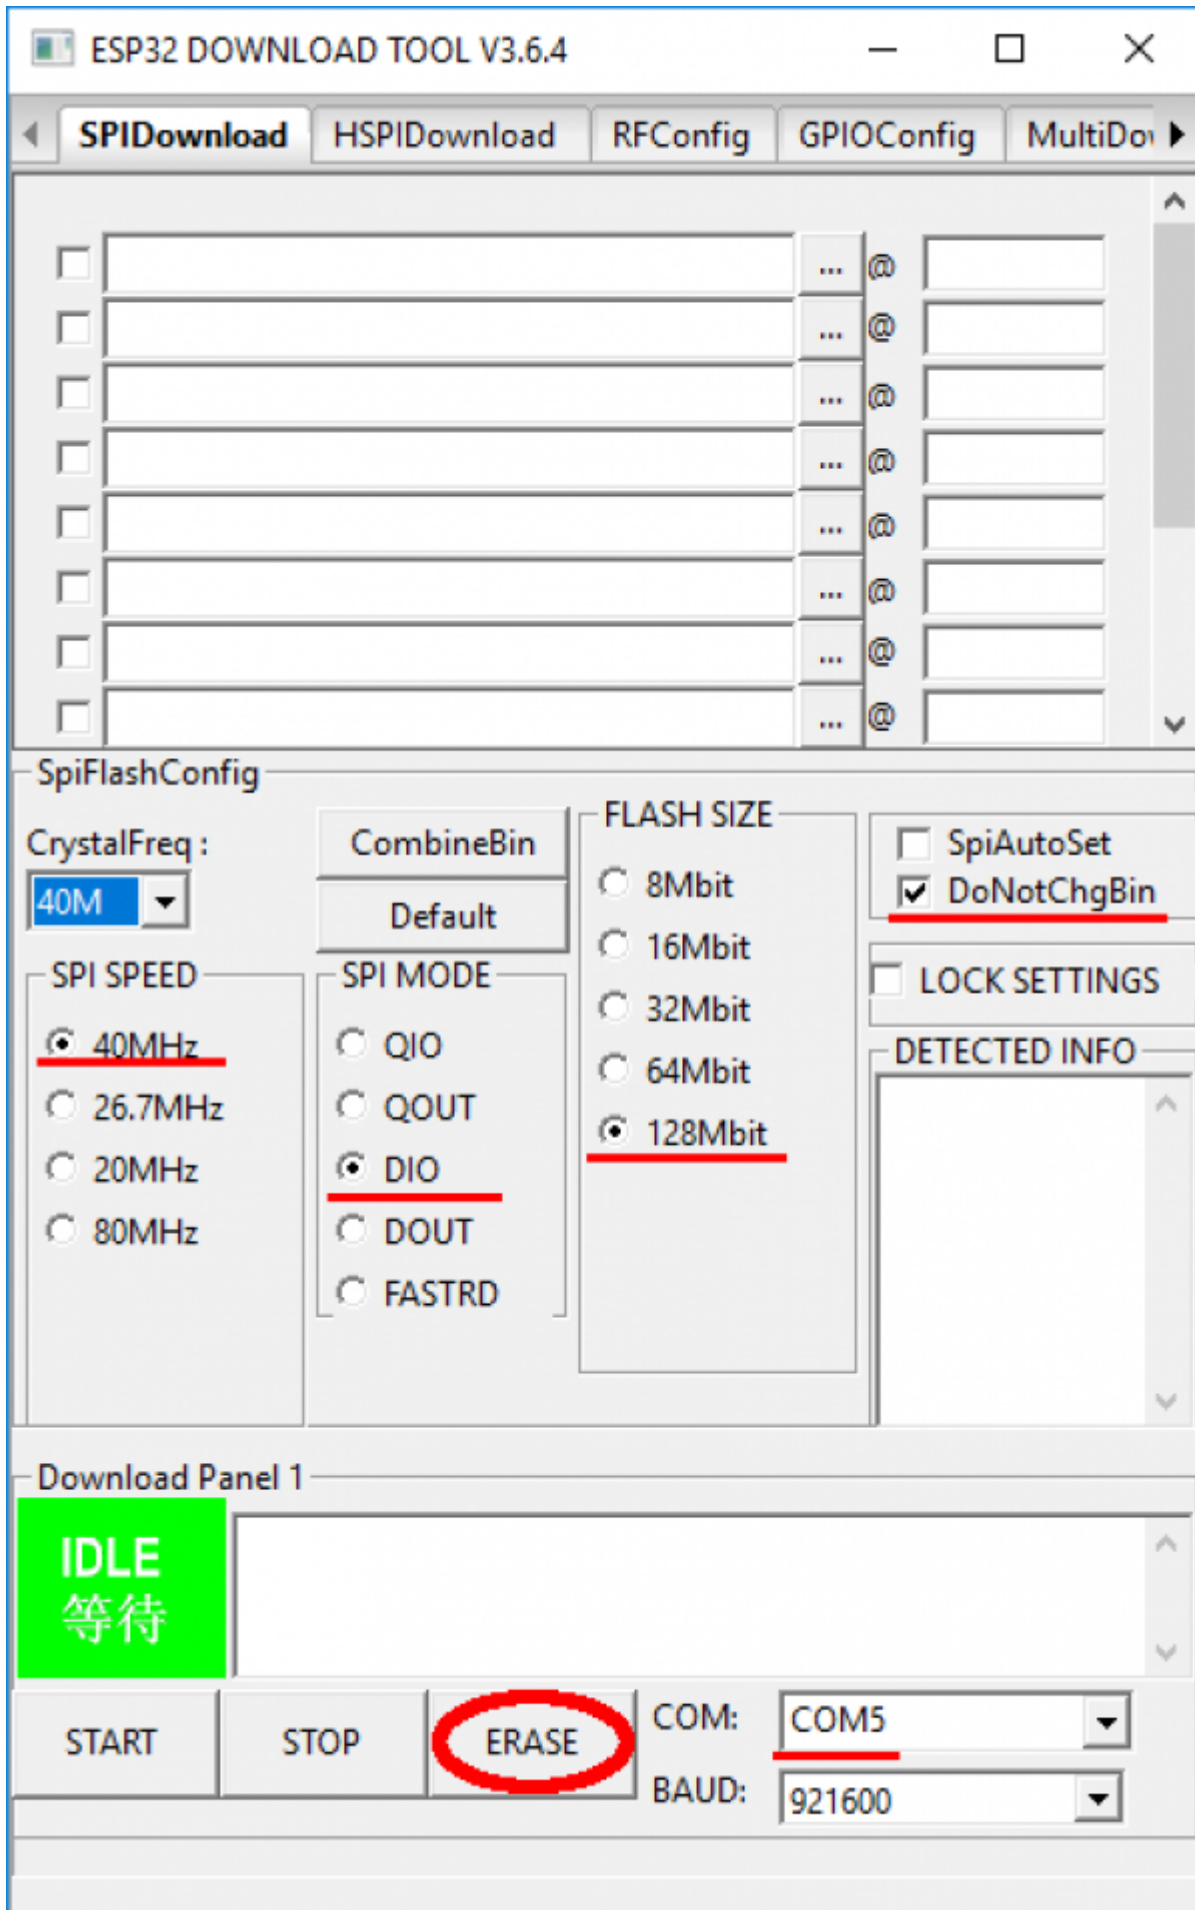 ESP32 DOWNLOAD TOOL V3.6.4
SPIDownload HSPIDownload RFConfig GPIOConfig MultiDo
... @
... @
... @
... @
... @
... @
... @
... @
SpiFlashConfig
CrystalFreq :
40M
CombineBin
Default
SPI SPEED
40MHz
26.7MHz
20MHz
80MHz
SPI MODE
QIO
QOUT
DIO
DOUT
FASTRD
FLASH SIZE
8Mbit
16Mbit
32Mbit
64Mbit
128Mbit
SpiAutoSet
DoNotChgBin
LOCK SETTINGS
DETECTED INFO
Download Panel 1
IDLE
等待
START STOP ERASE
COM: COM5
BAUD: 921600